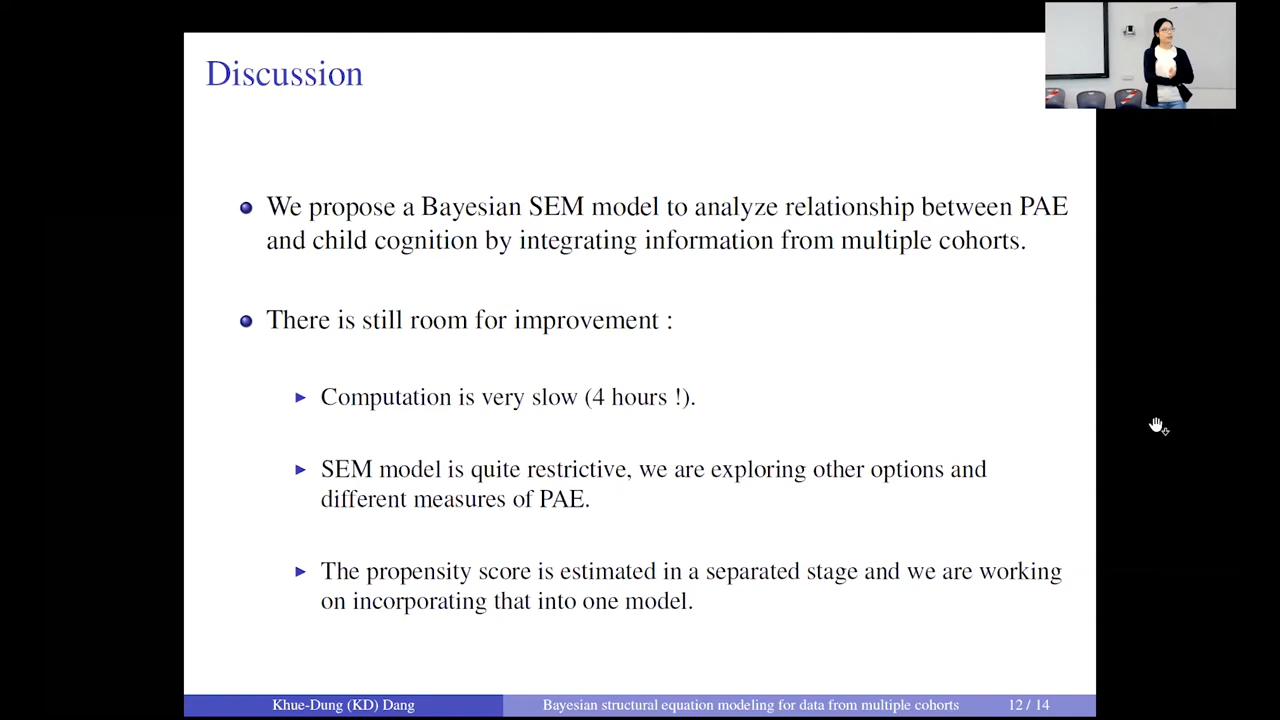 Discussion
We propose a Bayesian SEM model to analyze relationship between PAE
and child cognition by integrating information from multiple cohorts.
There is still room for improvement :
Computation is very slow (4 hours !).
SEM model is quite restrictive, we are exploring other options and
different measures of PAE.
The propensity score is estimated in a separated stage and we are working
on incorporating that into one model.
Khue-Dung (KD) Dang
Bayesian structural equation modeling for data from multiple cohorts
12 / 14